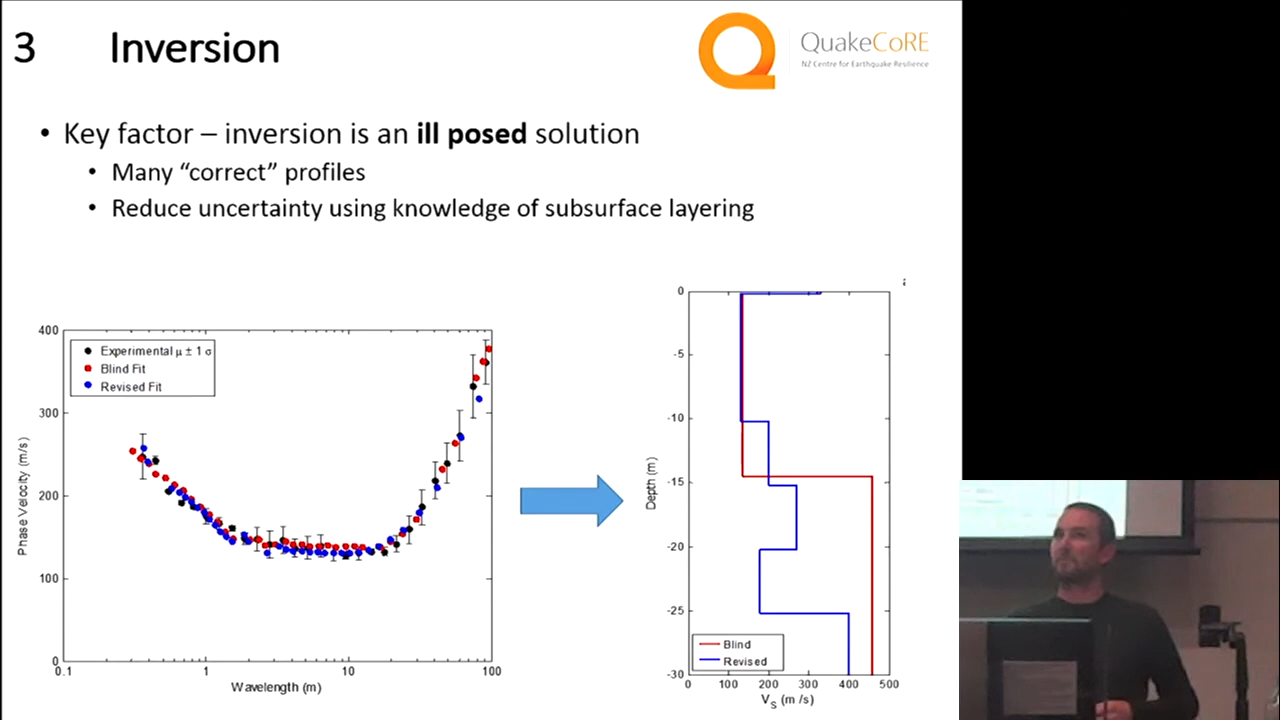 3 Inversion
QuakeCoRE
NZ Centre for Earthquake Resilience
• Key factor – inversion is an ill posed solution
• Many “correct” profiles
• Reduce uncertainty using knowledge of subsurface layering
400
300
200
100
0
0.1
1
10
100
Phase Velocity (m/s)
Wavelength (m)
Experimental µ ± 1 σ
Blind Fit
Revised Fit
0
-5
-10
-15
-20
-25
-30
0
100
200
300
400
500
Depth (m)
VS (m /s)
Blind
Revised